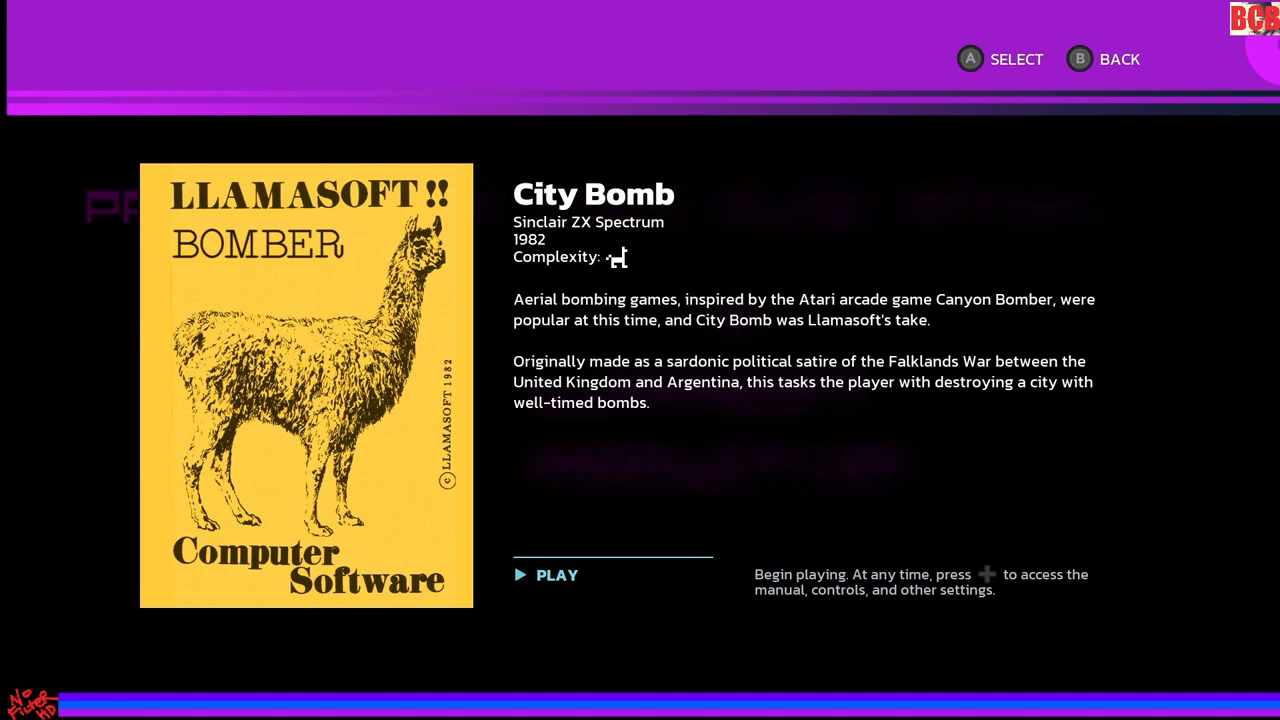 BCB
A SELECT B BACK
LLAMASOFT !!
BOMBER
© LLAMASOFT 1982
Computer
Software
City Bomb
Sinclair ZX Spectrum
1982
Complexity:
Aerial bombing games, inspired by the Atari arcade game Canyon Bomber, were
popular at this time, and City Bomb was Llamasoft's take.
Originally made as a sardonic political satire of the Falklands War between the
United Kingdom and Argentina, this tasks the player with destroying a city with
well-timed bombs.
PLAY
Begin playing. At any time, press + to access the
manual, controls, and other settings.
No
Filter
HD